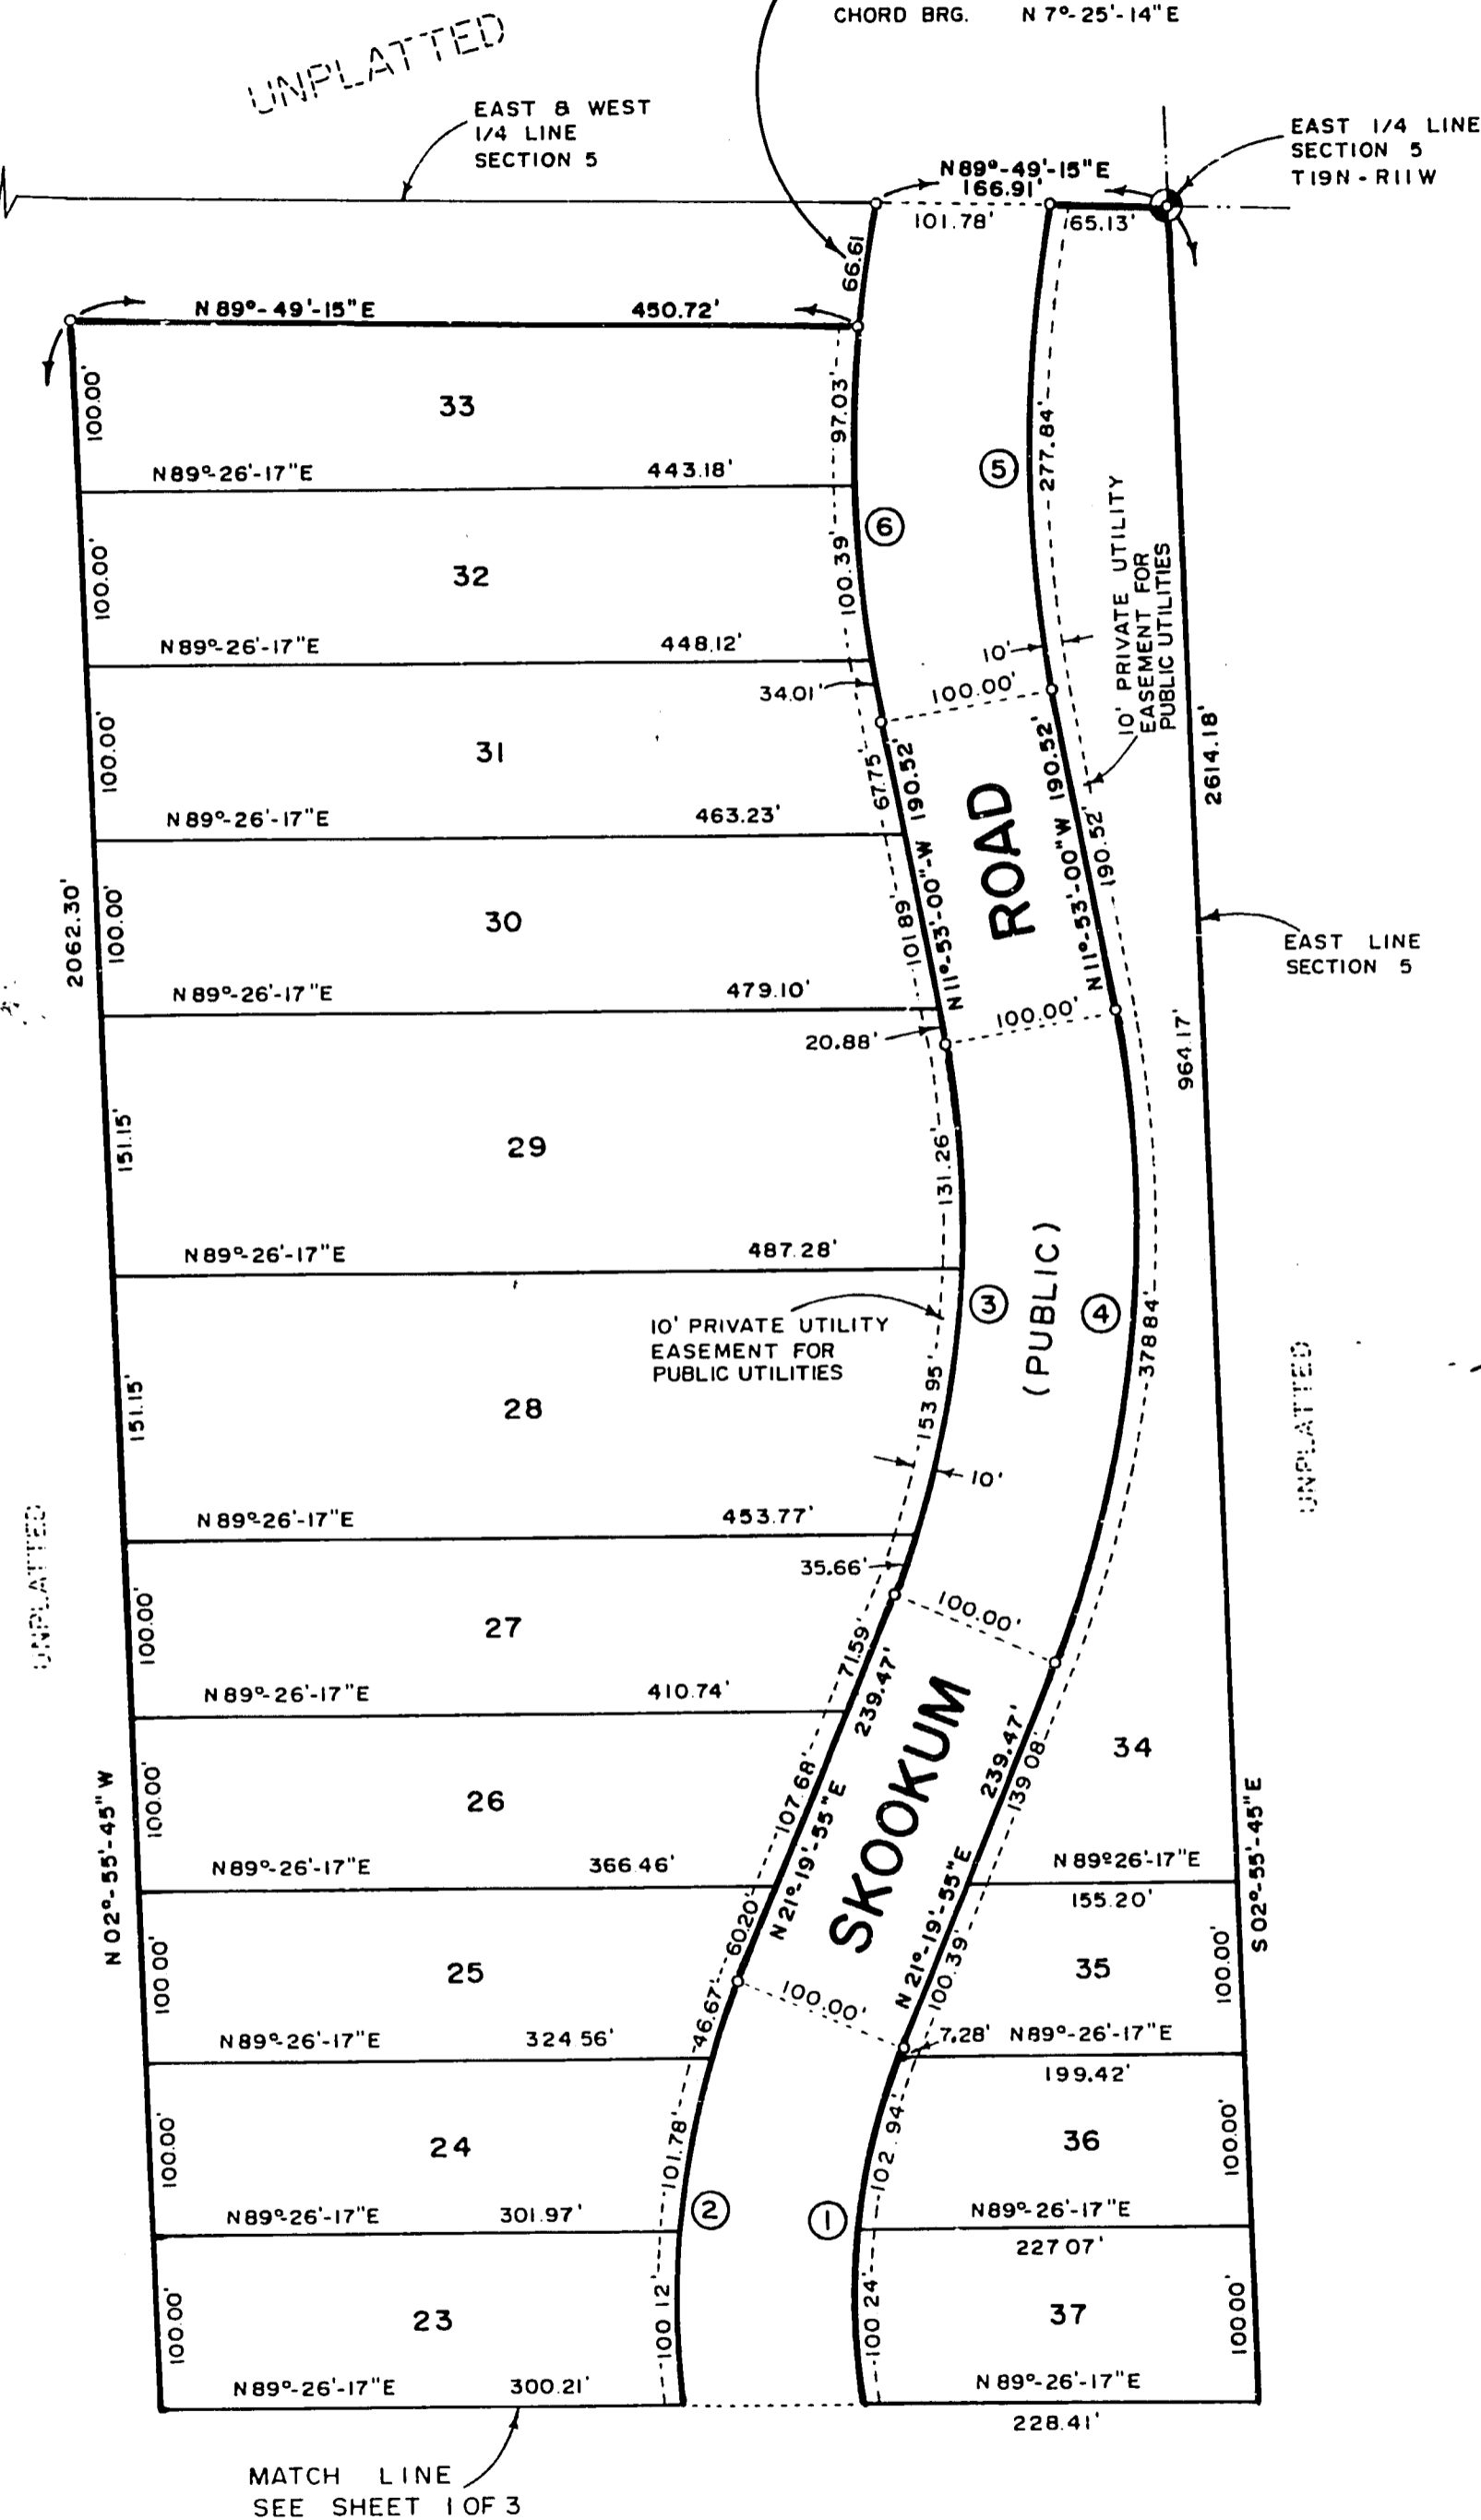 CHORD BRG. N 7°-25'-14" E
UNPLATTED
EAST & WEST
1/4 LINE
SECTION 5
EAST 1/4 LINE
SECTION 5
T19N-R11W
N89°-49'-15"E
166.91'
101.78'
65.13'
66.61
N 89°-49'-15" E 450.72'
100.00'
33
97.03'
N89°-26'-17"E 443.18'
5
277.84'
6
100.00'
32
100.39'
N89°-26'-17"E 448.12'
10' PRIVATE UTILITY
EASEMENT FOR
PUBLIC UTILITIES
10'
34.01'
100.00'
100.00'
31
67.75'
190.52'
N11°-53'-00"W 190.52'
190.52'
2614.18'
N89°-26'-17"E 463.23'
ROAD
2062.30'
100.00'
30
101.89'
N11°-53'-00"-W
EAST LINE
SECTION 5
N89°-26'-17"E 479.10'
20.88'
100.00'
964.17'
151.15'
29
131.26'
N89°-26'-17"E 487.28'
(PUBLIC)
3
4
10' PRIVATE UTILITY
EASEMENT FOR
PUBLIC UTILITIES
378 84'
UNPLATTED
151.15'
28
153 95'
10'
N 89°-26'-17"E 453.77'
35.66'
UNPLATTED
100.00'
27
71.59'
100.00'
239.47'
N89°-26'-17"E 410.74'
SKOOKUM
239.47'
139 08'
34
N 02°-55'-45" W
100.00'
26
107.68'
N 21°-19'-55"E
S 02°-55'-45" E
N89°-26'-17"E 366.46'
N 21°-19'-55"E
N 89°26'-17"E
155.20'
100 00'
25
60.20'
46.67'
100.00'
100.39'
35
100.00'
N89°-26'-17"E 324.56'
7.28' N89°-26'-17"E
199.42'
100.00'
24
101.78'
102.94'
36
100.00'
N89°-26'-17"E 301.97'
2
1
N89°-26'-17"E
227 07'
100.00'
23
100 12'
100 24'
37
100 00'
N89°-26'-17"E 300.21'
N 89°-26'-17"E
228.41'
MATCH LINE
SEE SHEET 1 OF 3